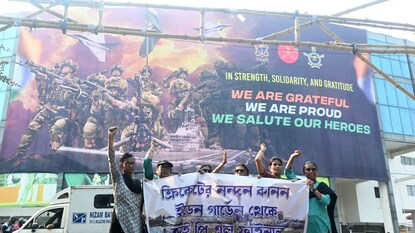 IN STRENGTH, SOLIDARITY, AND GRATITUDE
WE ARE GRATEFUL
WE ARE PROUD
WE SALUTE OUR HEROES
NIZAM BAK
ক্রিকেটের নন্দন কানন
ইডেন গার্ডেন থেকে